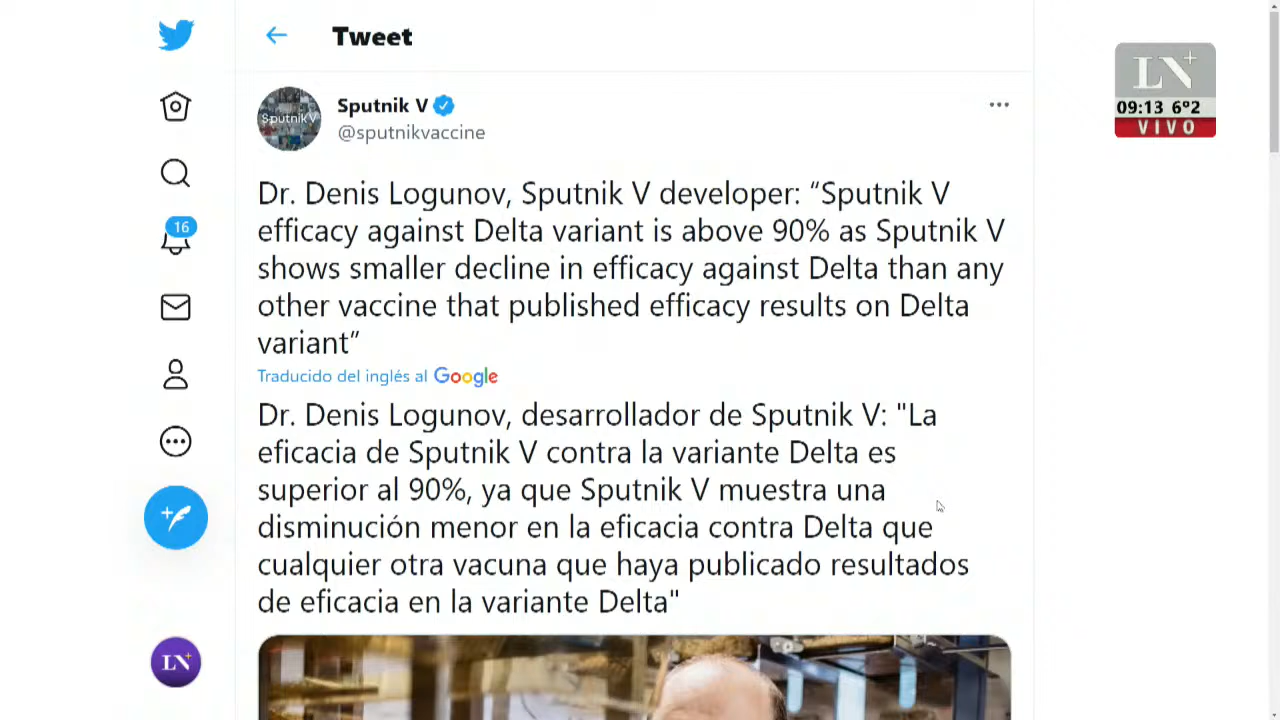 Tweet
Sputnik V
@sputnikvaccine
SputnikV
LN+
09:13 6°2
VIVO
16
Dr. Denis Logunov, Sputnik V developer: “Sputnik V
efficacy against Delta variant is above 90% as Sputnik V
shows smaller decline in efficacy against Delta than any
other vaccine that published efficacy results on Delta
variant”
Traducido del inglés al Google
Dr. Denis Logunov, desarrollador de Sputnik V: "La
eficacia de Sputnik V contra la variante Delta es
superior al 90%, ya que Sputnik V muestra una
disminución menor en la eficacia contra Delta que
cualquier otra vacuna que haya publicado resultados
de eficacia en la variante Delta"
LN+